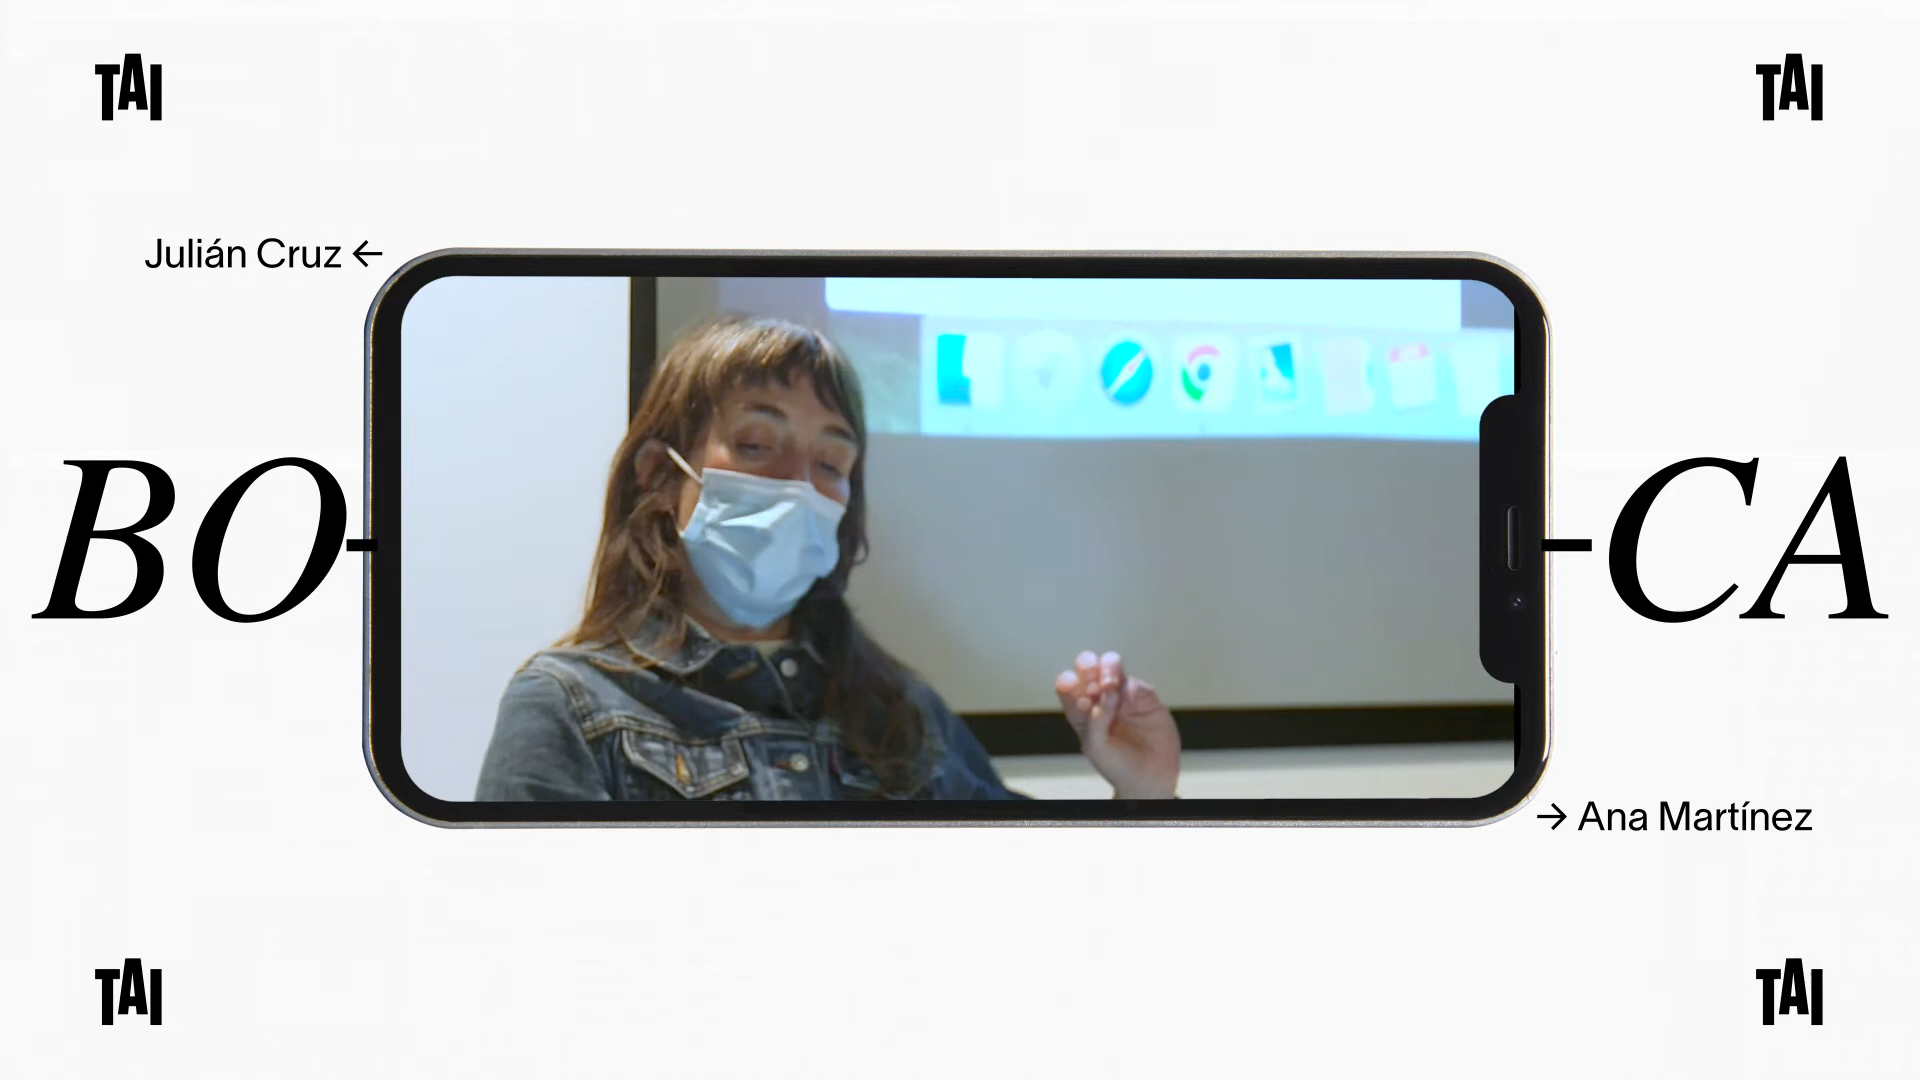 TAI
TAI
Julián Cruz ←
BO-
-CA
→ Ana Martínez
TAI
TAI